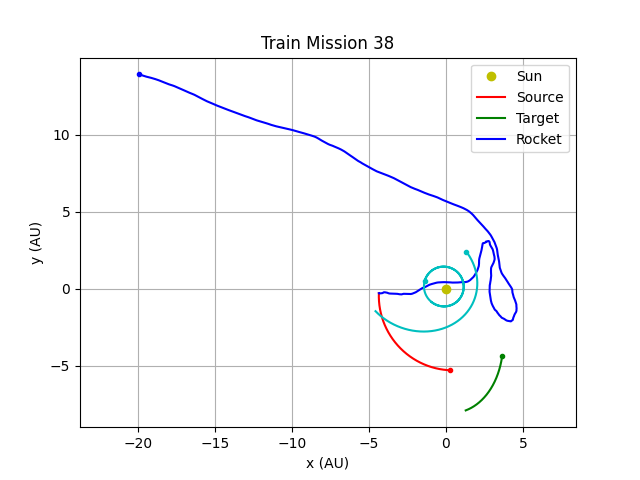 Train Mission 38
Sun
Source
Target
Rocket
10
5
0
−5
y (AU)
−20
−15
−10
−5
0
5
x (AU)